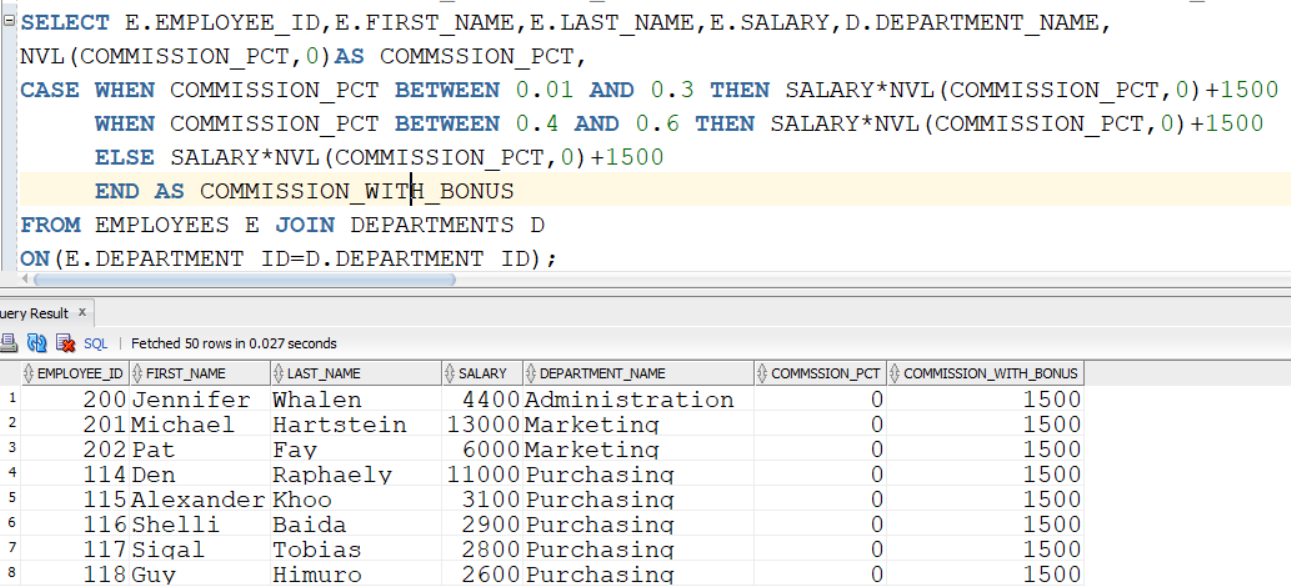 SELECT E.EMPLOYEE_ID,E.FIRST_NAME,E.LAST_NAME,E.SALARY,D.DEPARTMENT_NAME,
NVL(COMMISSION_PCT,0)AS COMMSSION_PCT,
CASE WHEN COMMISSION_PCT BETWEEN 0.01 AND 0.3 THEN SALARY*NVL(COMMISSION_PCT,0)+1500
WHEN COMMISSION_PCT BETWEEN 0.4 AND 0.6 THEN SALARY*NVL(COMMISSION_PCT,0)+1500
ELSE SALARY*NVL(COMMISSION_PCT,0)+1500
END AS COMMISSION_WITH_BONUS
FROM EMPLOYEES E JOIN DEPARTMENTS D
ON(E.DEPARTMENT_ID=D.DEPARTMENT_ID);
uery Result x
SQL | Fetched 50 rows in 0.027 seconds
EMPLOYEE_ID FIRST_NAME LAST_NAME SALARY DEPARTMENT_NAME COMMSSION_PCT COMMISSION_WITH_BONUS
1 200 Jennifer Whalen 4400 Administration 0 1500
2 201 Michael Hartstein 13000 Marketing 0 1500
3 202 Pat Fay 6000 Marketing 0 1500
4 114 Den Raphaely 11000 Purchasing 0 1500
5 115 Alexander Khoo 3100 Purchasing 0 1500
6 116 Shelli Baida 2900 Purchasing 0 1500
7 117 Sigal Tobias 2800 Purchasing 0 1500
8 118 Guy Himuro 2600 Purchasing 0 1500